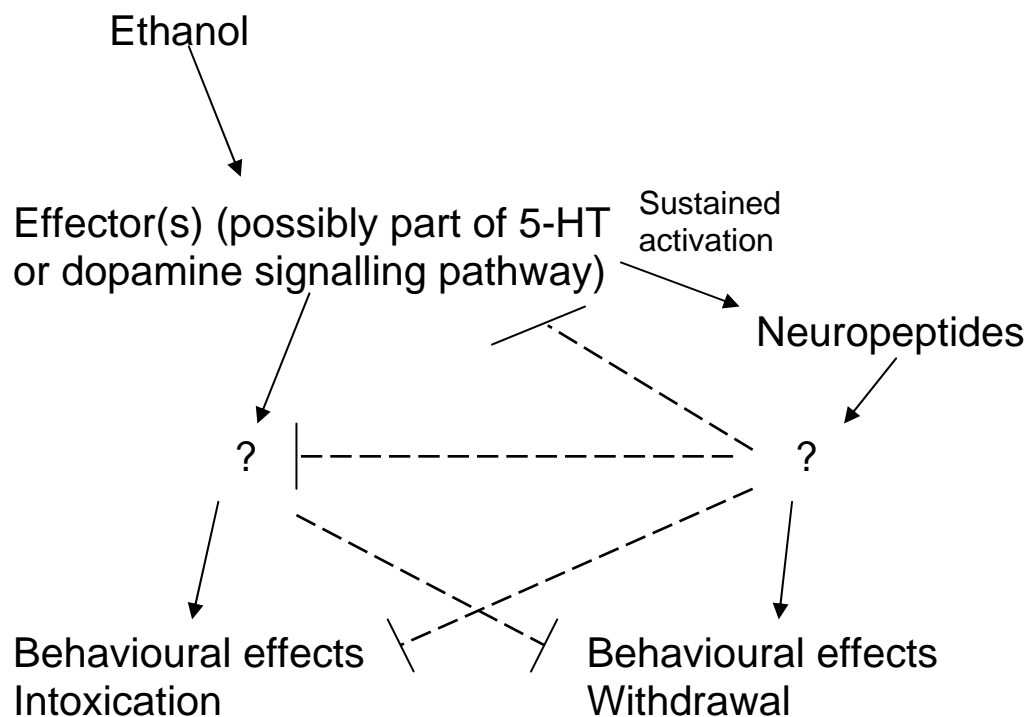 Ethanol
Effector(s) (possibly part of 5-HT
or dopamine signalling pathway)
Sustained
activation
Neuropeptides
?
?
Behavioural effects
Intoxication
Behavioural effects
Withdrawal